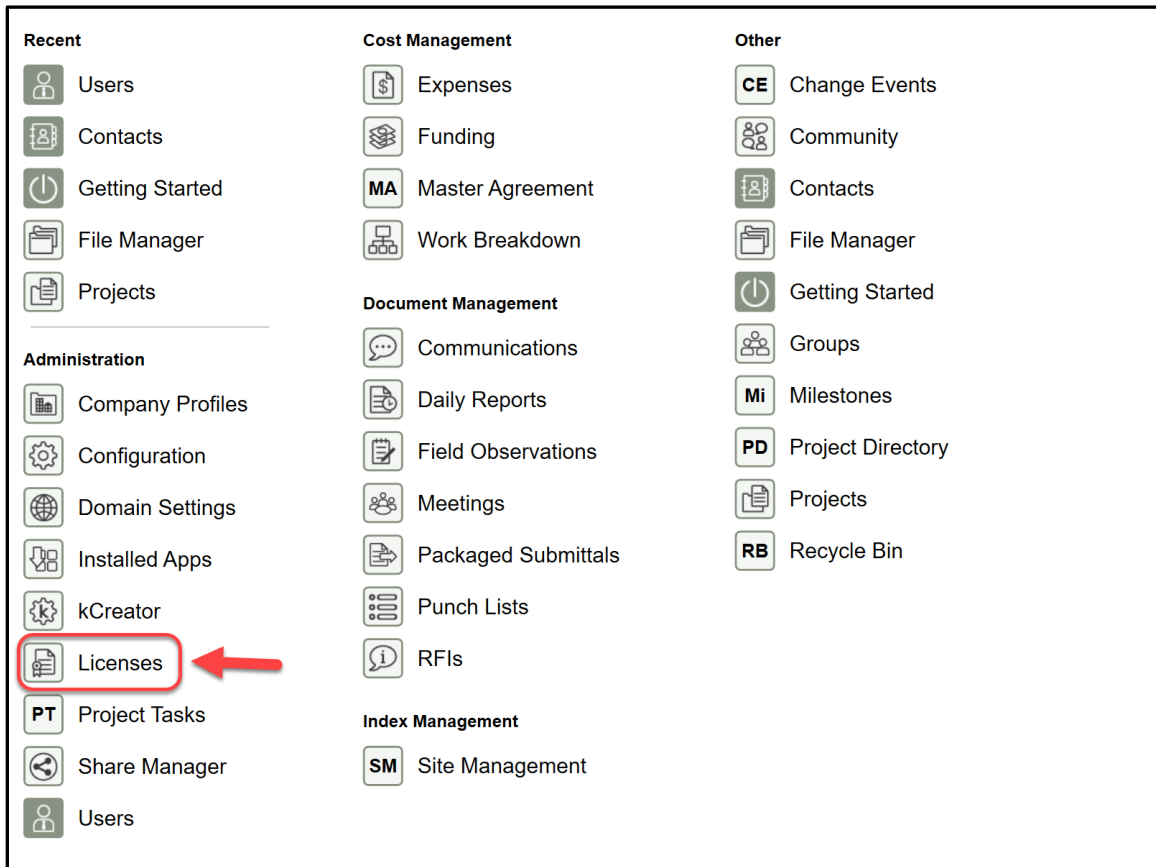 Recent
Users
Contacts
Getting Started
File Manager
Projects
Administration
Company Profiles
Configuration
Domain Settings
Installed Apps
k kCreator
Licenses
PT Project Tasks
Share Manager
Users
Cost Management
$ Expenses
Funding
MA Master Agreement
Work Breakdown
Document Management
Communications
Daily Reports
Field Observations
Meetings
Packaged Submittals
Punch Lists
i RFIs
Index Management
SM Site Management
Other
CE Change Events
Community
Contacts
File Manager
Getting Started
Groups
Mi Milestones
PD Project Directory
Projects
RB Recycle Bin